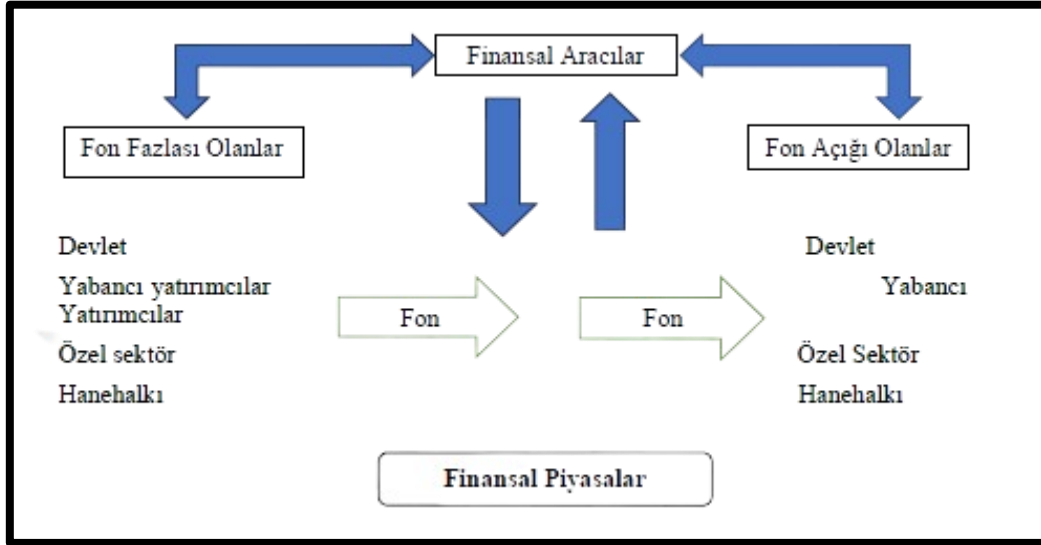 Finansal Aracılar
Fon Fazlası Olanlar
Fon Açığı Olanlar
Devlet
Yabancı yatırımcılar
Yatırımcılar
Özel sektör
Hanehalkı
Fon
Fon
Devlet
Yabancı
Özel Sektör
Hanehalkı
Finansal Piyasalar